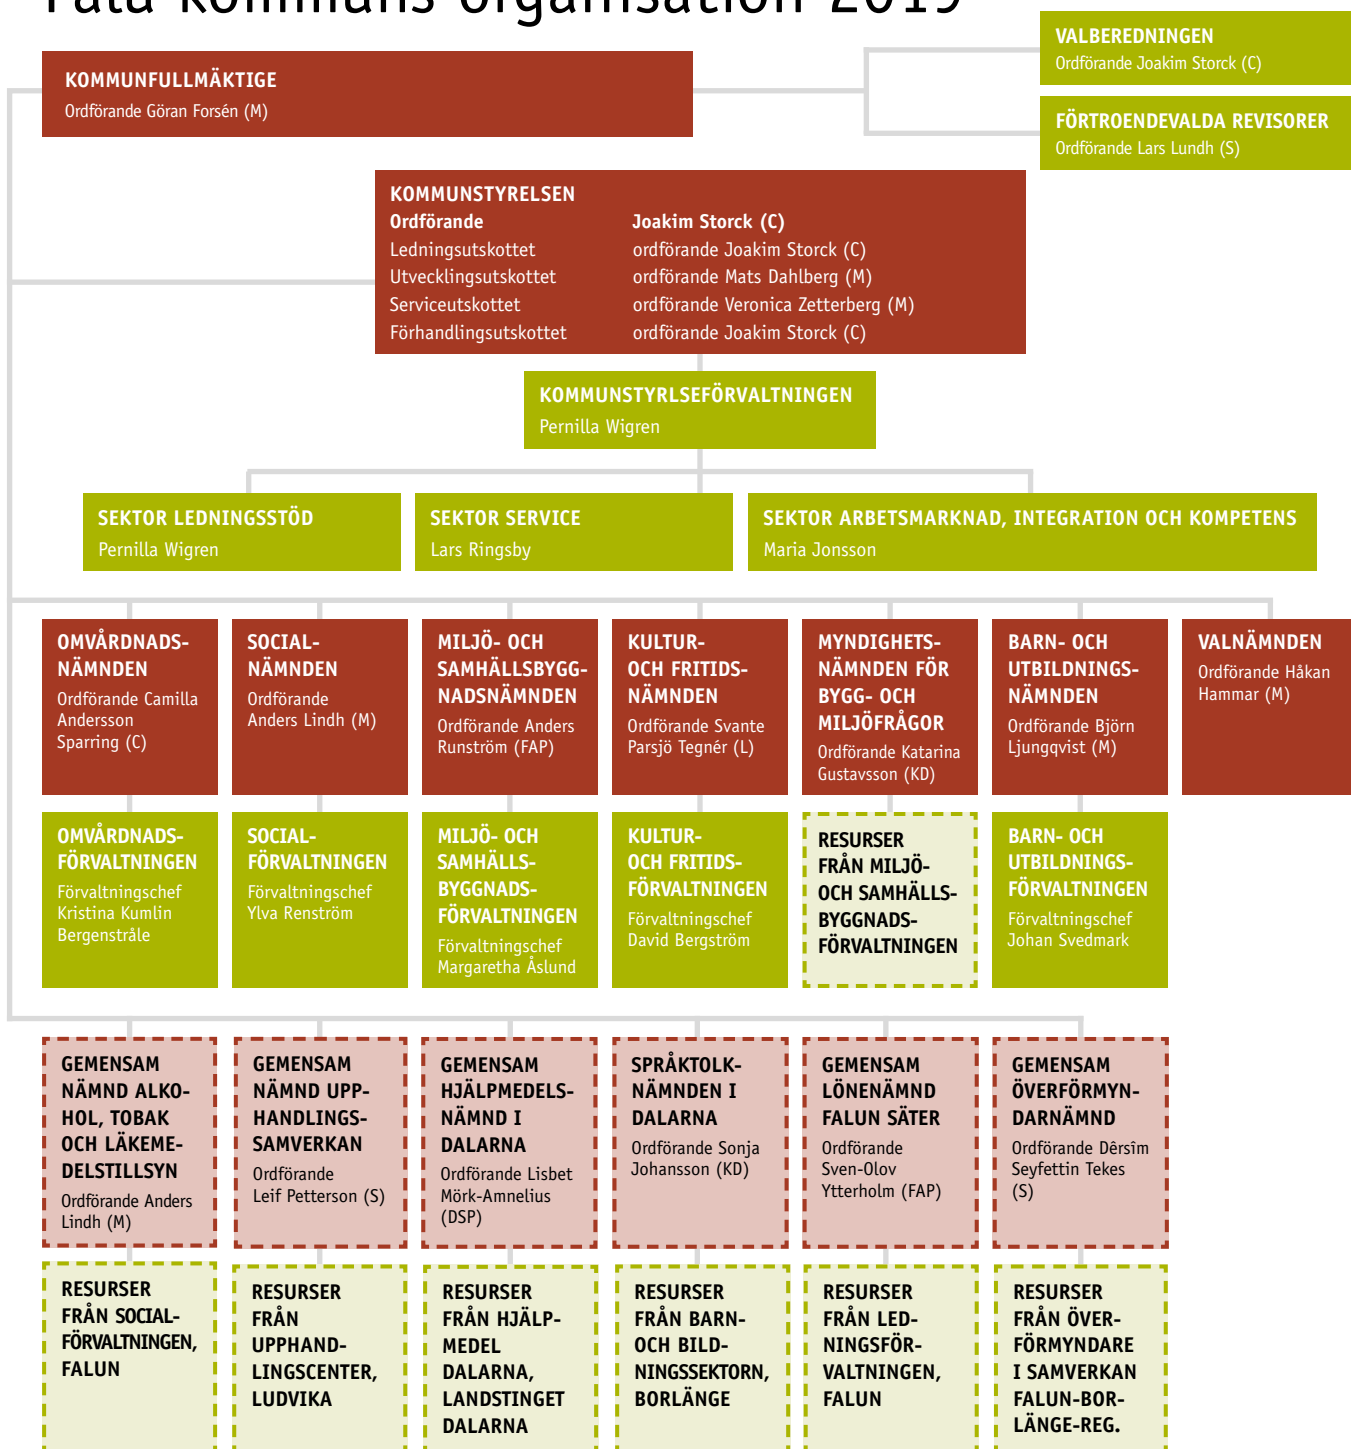 Falu kommuns organisation 2019
VALBEREDNINGEN
Ordförande Joakim Storck (C)
KOMMUNFULLMÄKTIGE
Ordförande Göran Forsén (M)
FÖRTROENDEVALDA REVISORER
Ordförande Lars Lundh (S)
KOMMUNSTYRELSEN
Ordförande Joakim Storck (C)
Ledningsutskottet ordförande Joakim Storck (C)
Utvecklingsutskottet ordförande Mats Dahlberg (M)
Serviceutskottet ordförande Veronica Zetterberg (M)
Förhandlingsutskottet ordförande Joakim Storck (C)
KOMMUNSTYRLSEFÖRVALTNINGEN
Pernilla Wigren
SEKTOR LEDNINGSSTÖD
Pernilla Wigren
SEKTOR SERVICE
Lars Ringsby
SEKTOR ARBETSMARKNAD, INTEGRATION OCH KOMPETENS
Maria Jonsson
OMVÅRDNADS-
NÄMNDEN
Ordförande Camilla
Andersson
Sparring (C)
SOCIAL-
NÄMNDEN
Ordförande
Anders Lindh (M)
MILJÖ- OCH
SAMHÄLLSBYGG-
NADSNÄMNDEN
Ordförande Anders
Runström (FAP)
KULTUR-
OCH FRITIDS-
NÄMNDEN
Ordförande Svante
Parsjö Tegnér (L)
MYNDIGHETS-
NÄMNDEN FÖR
BYGG- OCH
MILJÖFRÅGOR
Ordförande Katarina
Gustavsson (KD)
BARN- OCH
UTBILDNINGS-
NÄMNDEN
Ordförande Björn
Ljungqvist (M)
VALNÄMNDEN
Ordförande Håkan
Hammar (M)
OMVÅRDNADS-
FÖRVALTNINGEN
Förvaltningschef
Kristina Kumlin
Bergenstråle
SOCIAL-
FÖRVALTNINGEN
Förvaltningschef
Ylva Renström
MILJÖ- OCH
SAMHÄLLS-
BYGGNADS-
FÖRVALTNINGEN
Förvaltningschef
Margaretha Åslund
KULTUR-
OCH FRITIDS-
FÖRVALTNINGEN
Förvaltningschef
David Bergström
RESURSER
FRÅN MILJÖ-
OCH SAMHÄLLS-
BYGGNADS-
FÖRVALTNINGEN
BARN- OCH
UTBILDNINGS-
FÖRVALTNINGEN
Förvaltningschef
Johan Svedmark
GEMENSAM
NÄMND ALKO-
HOL, TOBAK
OCH LÄKEME-
DELSTILLSYN
Ordförande Anders
Lindh (M)
GEMENSAM
NÄMND UPP-
HANDLINGS-
SAMVERKAN
Ordförande
Leif Petterson (S)
GEMENSAM
HJÄLPMEDELS-
NÄMND I
DALARNA
Ordförande Lisbet
Mörk-Amnelius
(DSP)
SPRÅKTOLK-
NÄMNDEN I
DALARNA
Ordförande Sonja
Johansson (KD)
GEMENSAM
LÖNENÄMND
FALUN SÄTER
Ordförande
Sven-Olov
Ytterholm (FAP)
GEMENSAM
ÖVERFÖRMYN-
DARNÄMND
Ordförande Dêrsîm
Seyfettin Tekes
(S)
RESURSER
FRÅN SOCIAL-
FÖRVALTNINGEN,
FALUN
RESURSER
FRÅN
UPPHAND-
LINGSCENTER,
LUDVIKA
RESURSER
FRÅN HJÄLP-
MEDEL
DALARNA,
LANDSTINGET
DALARNA
RESURSER
FRÅN BARN-
OCH BILD-
NINGSSEKTORN,
BORLÄNGE
RESURSER
FRÅN LED-
NINGSFÖR-
VALTNINGEN,
FALUN
RESURSER
FRÅN ÖVER-
FÖRMYNDARE
I SAMVERKAN
FALUN-BOR-
LÄNGE-REG.